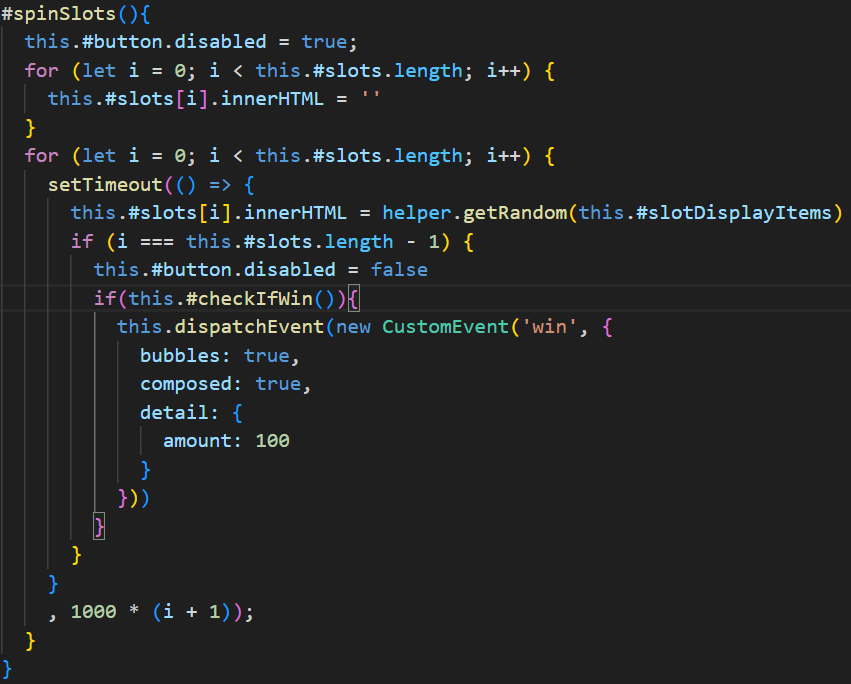 #spinSlots(){
  this.#button.disabled = true;
  for (let i = 0; i < this.#slots.length; i++) {
    this.#slots[i].innerHTML = ''
  }
  for (let i = 0; i < this.#slots.length; i++) {
    setTimeout(() => {
      this.#slots[i].innerHTML = helper.getRandom(this.#slotDisplayItems)
      if (i === this.#slots.length - 1) {
        this.#button.disabled = false
        if(this.#checkIfWin()){
          this.dispatchEvent(new CustomEvent('win', {
            bubbles: true,
            composed: true,
            detail: {
              amount: 100
            }
          }))
        }
      }
    }
    , 1000 * (i + 1));
  }
}